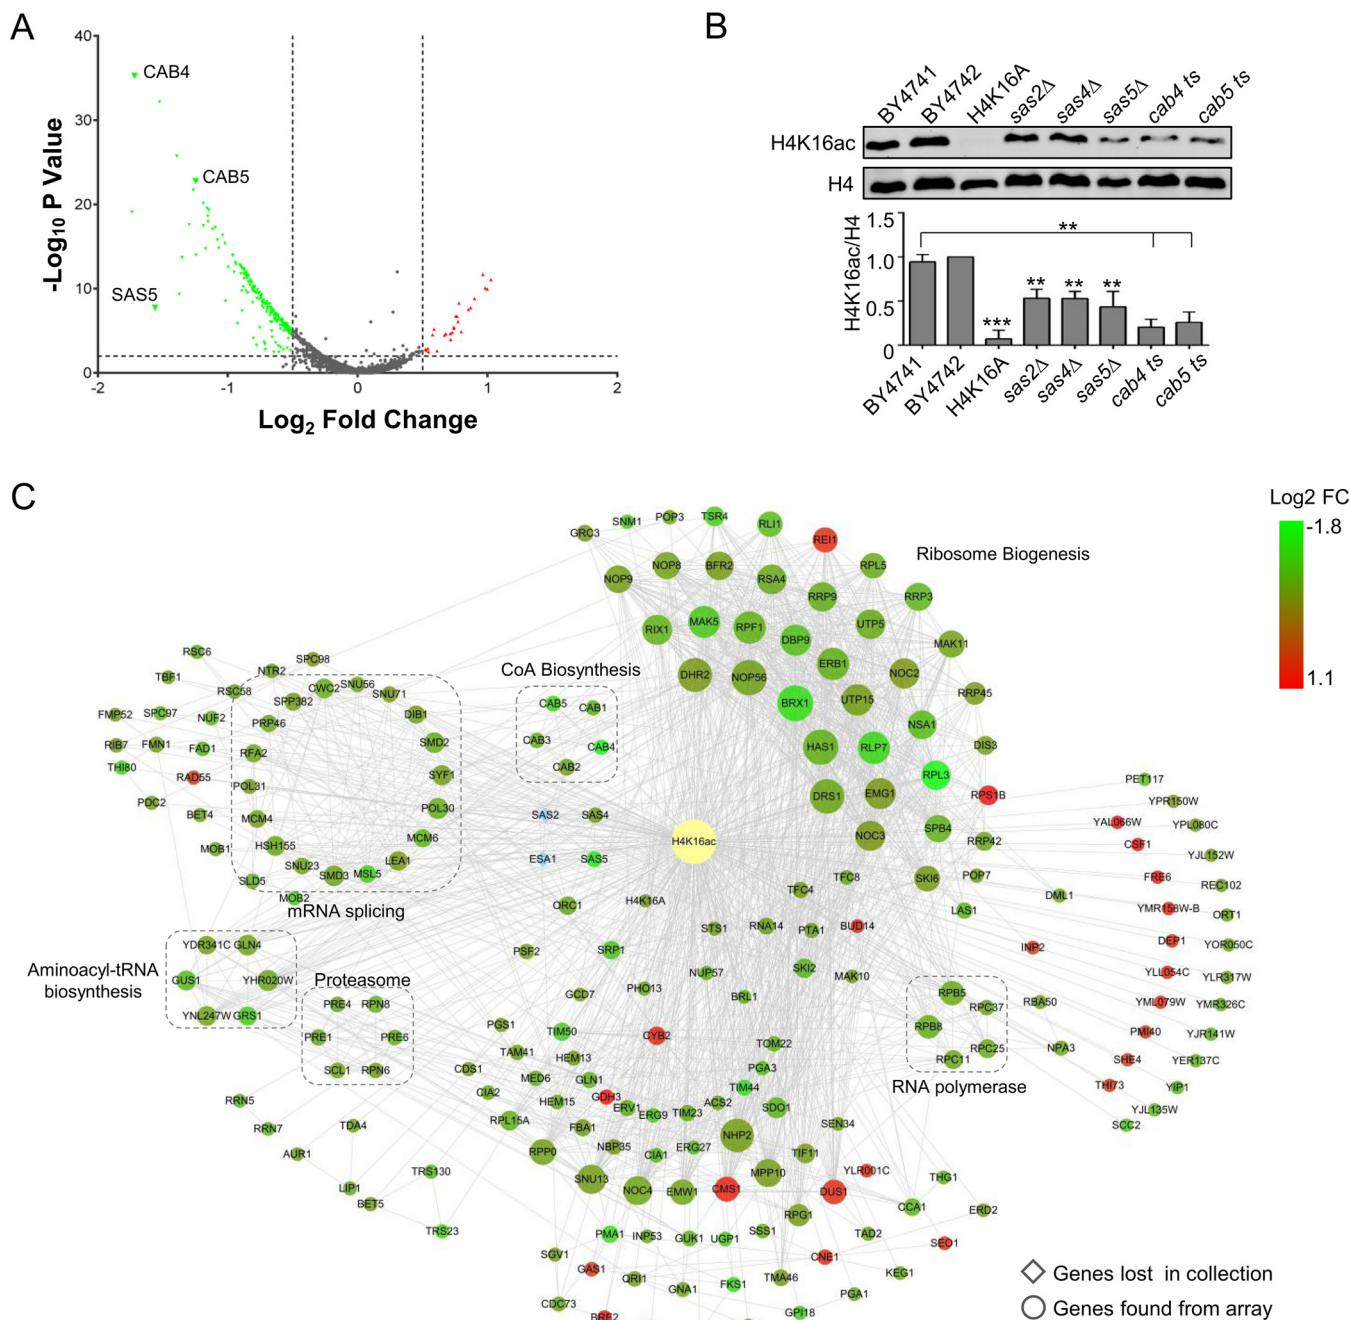 A
40
30
20
10
0
-Log10 P Value
CAB4
CAB5
SAS5
-2
-1
0
1
2
Log2 Fold Change
B
BY4741
BY4742
H4K16A
sas2Δ
sas4Δ
sas5Δ
cab4 ts
cab5 ts
H4K16ac
H4
H4K16ac/H4
1.5
1.0
0.5
0
**
***
**
**
**
BY4741
BY4742
H4K16A
sas2Δ
sas4Δ
sas5Δ
cab4 ts
cab5 ts
C
Log2 FC
-1.8
1.1
Ribosome Biogenesis
GRC3
SNM1
POP3
TSR4
RLI1
REI1
NOP9
NOP8
BFR2
RSA4
RRP9
RPL5
RRP3
RIX1
MAK5
RPF1
DBP9
UTP5
MAK11
DHR2
NOP56
ERB1
NOC2
BRX1
UTP15
RRP45
NSA1
HAS1
RLP7
DIS3
RPL3
DRS1
EMG1
RPS1B
NOC3
SPB4
RRP42
SKI6
POP7
LAS1
TFC8
TFC4
CoA Biosynthesis
CAB5
CAB1
CAB3
CAB4
CAB2
SAS2
SAS4
ESA1
SAS5
H4K16ac
H4K16A
RSC6
TBF1
NTR2
SPC98
RSC58
SPP382
CWC2
SNU56
SNU71
FMP52
SPC97
NUF2
PRP46
DIB1
RIB7
FMN1
FAD1
RFA2
SMD2
THI80
RAD55
POL31
SYF1
PDC2
BET4
MCM4
POL30
MOB1
HSH155
MCM6
SNU23
LEA1
SLD5
SMD3
MSL5
MOB2
mRNA splicing
Aminoacyl-tRNA
biosynthesis
YDR341C
GLN4
GUS1
YHR020W
YNL247W
GRS1
Proteasome
PRE4
RPN8
PRE1
PRE6
SCL1
RPN6
ORC1
PSF2
SRP1
STS1
RNA14
PTA1
BUD14
GCD7
PHO13
NUP57
SKI2
MAK10
BRL1
RNA polymerase
RPB5
RPC37
RPB8
RPC25
RPC11
PET117
YPR150W
YAL066W
YPL080C
CSF1
YJL152W
FRE6
REC102
DML1
YMR158W-B
ORT1
INP2
DEP1
YOR050C
YLL054C
YLR317W
RBA50
YML079W
YMR326C
PMI40
YJR141W
NPA3
SHE4
YER137C
THI73
YIP1
YJL135W
SCC2
PGS1
TIM50
CYB2
TOM22
TAM41
HEM13
PGA3
CDS1
MED6
GLN1
TIM44
CIA2
HEM15
GDH3
ERV1
ERG9
TIM23
ACS2
SDO1
RPL15A
FBA1
NHP2
SEN34
RPP0
NBP35
CIA1
ERG27
TIF11
SNU13
NOC4
EMW1
CMS1
MPP10
YLR001C
DUS1
THG1
CCA1
ERD2
RPG1
RRN5
RRN7
TDA4
AUR1
TRS130
LIP1
BET5
TRS23
PMA1
INP53
GUK1
UGP1
SSS1
TAD2
SEO1
SGV1
GAS1
QRI1
GNA1
FKS1
TMA46
CNE1
KEG1
CDC73
GPI18
PGA1
Genes lost in collection
Genes found from array